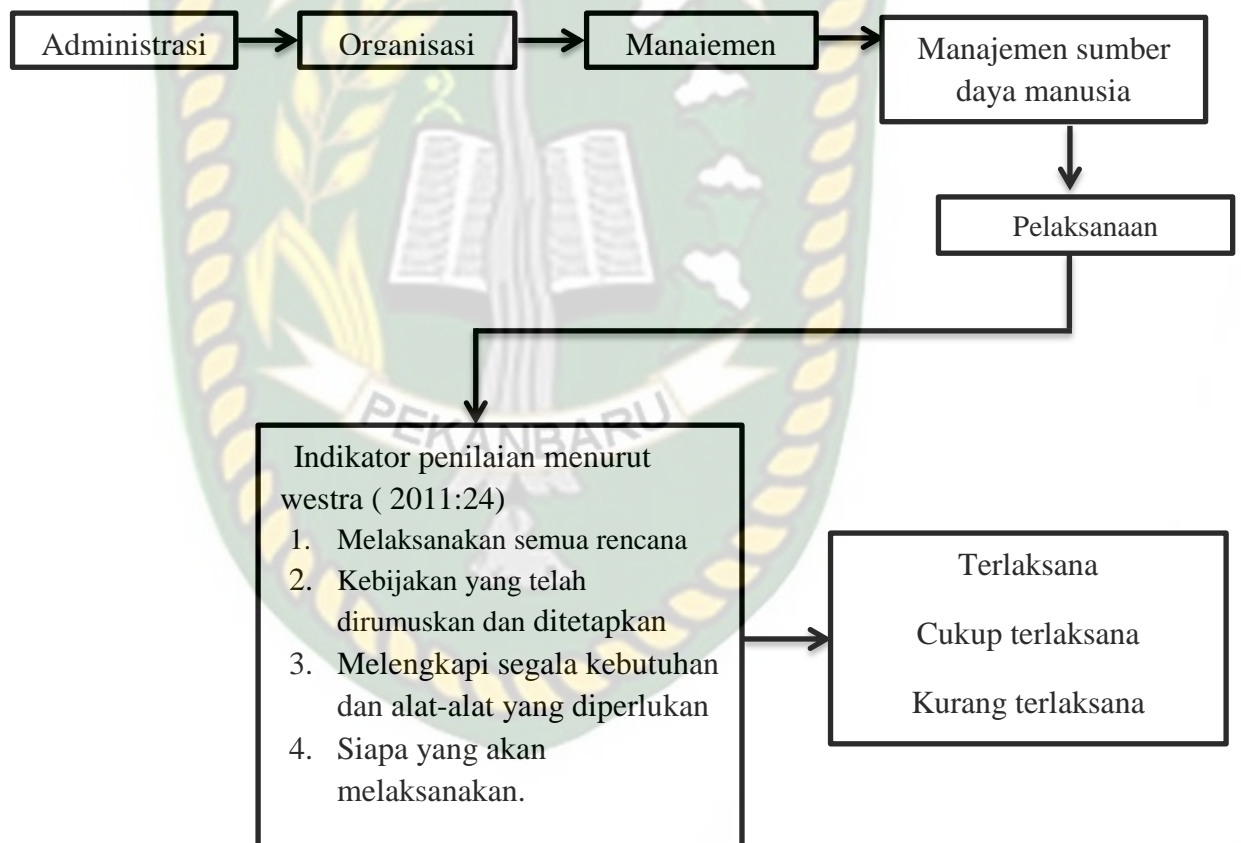 Administrasi
Organisasi
Manajemen
Manajemen sumber
daya manusia
Pelaksanaan
PEKANBARU
Indikator penilaian menurut
westra ( 2011:24)
1. Melaksanakan semua rencana
2. Kebijakan yang telah
dirumuskan dan ditetapkan
3. Melengkapi segala kebutuhan
dan alat-alat yang diperlukan
4. Siapa yang akan
melaksanakan.
Terlaksana
Cukup terlaksana
Kurang terlaksana